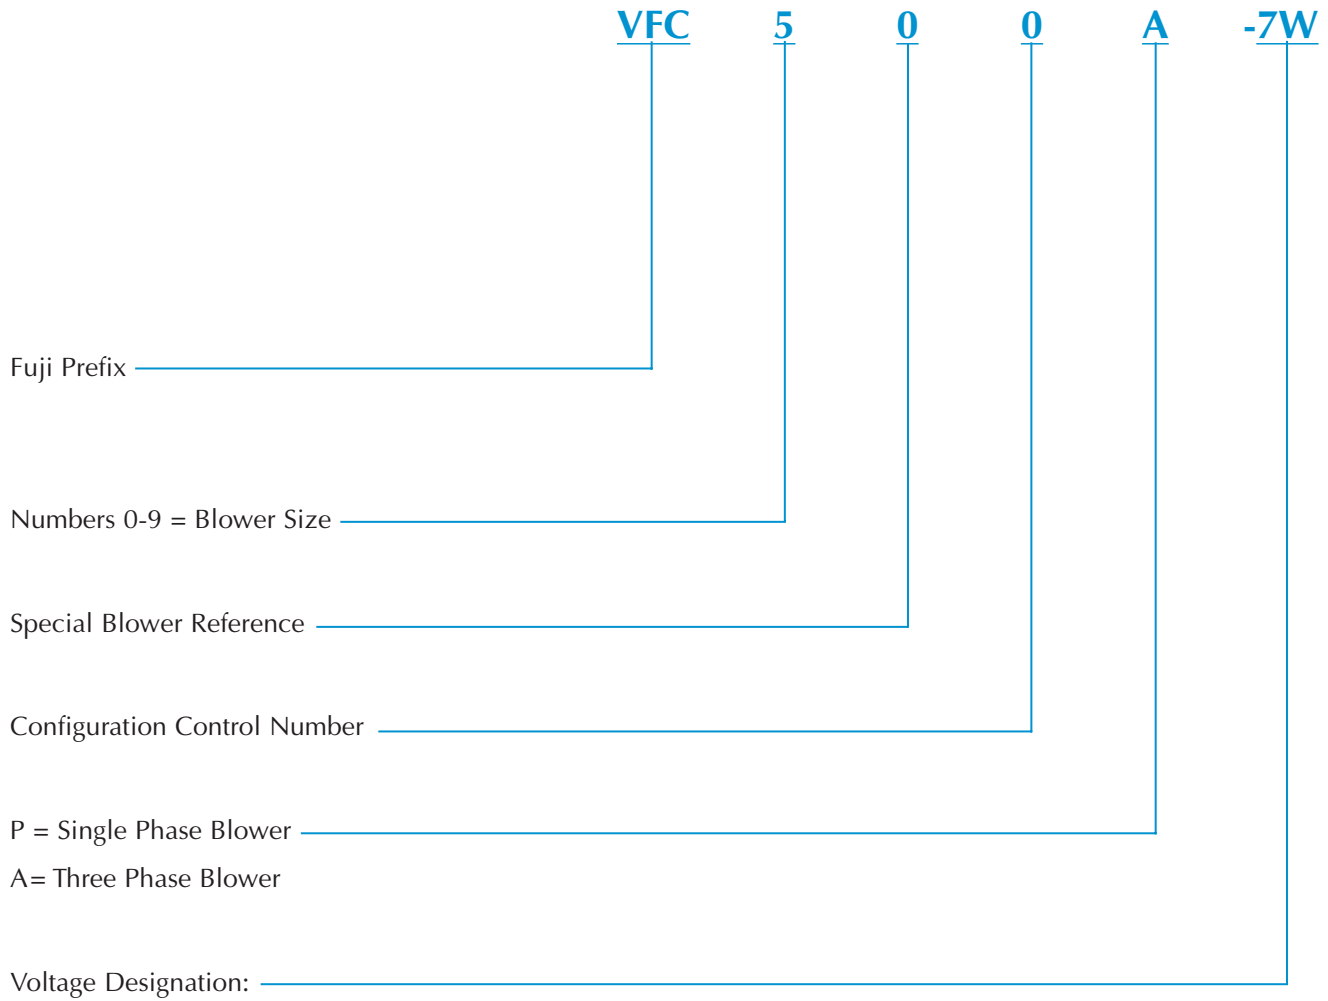 VFC 5 0 0 A -7W
Fuji Prefix
Numbers 0-9 = Blower Size
Special Blower Reference
Configuration Control Number
P = Single Phase Blower
A= Three Phase Blower
Voltage Designation: